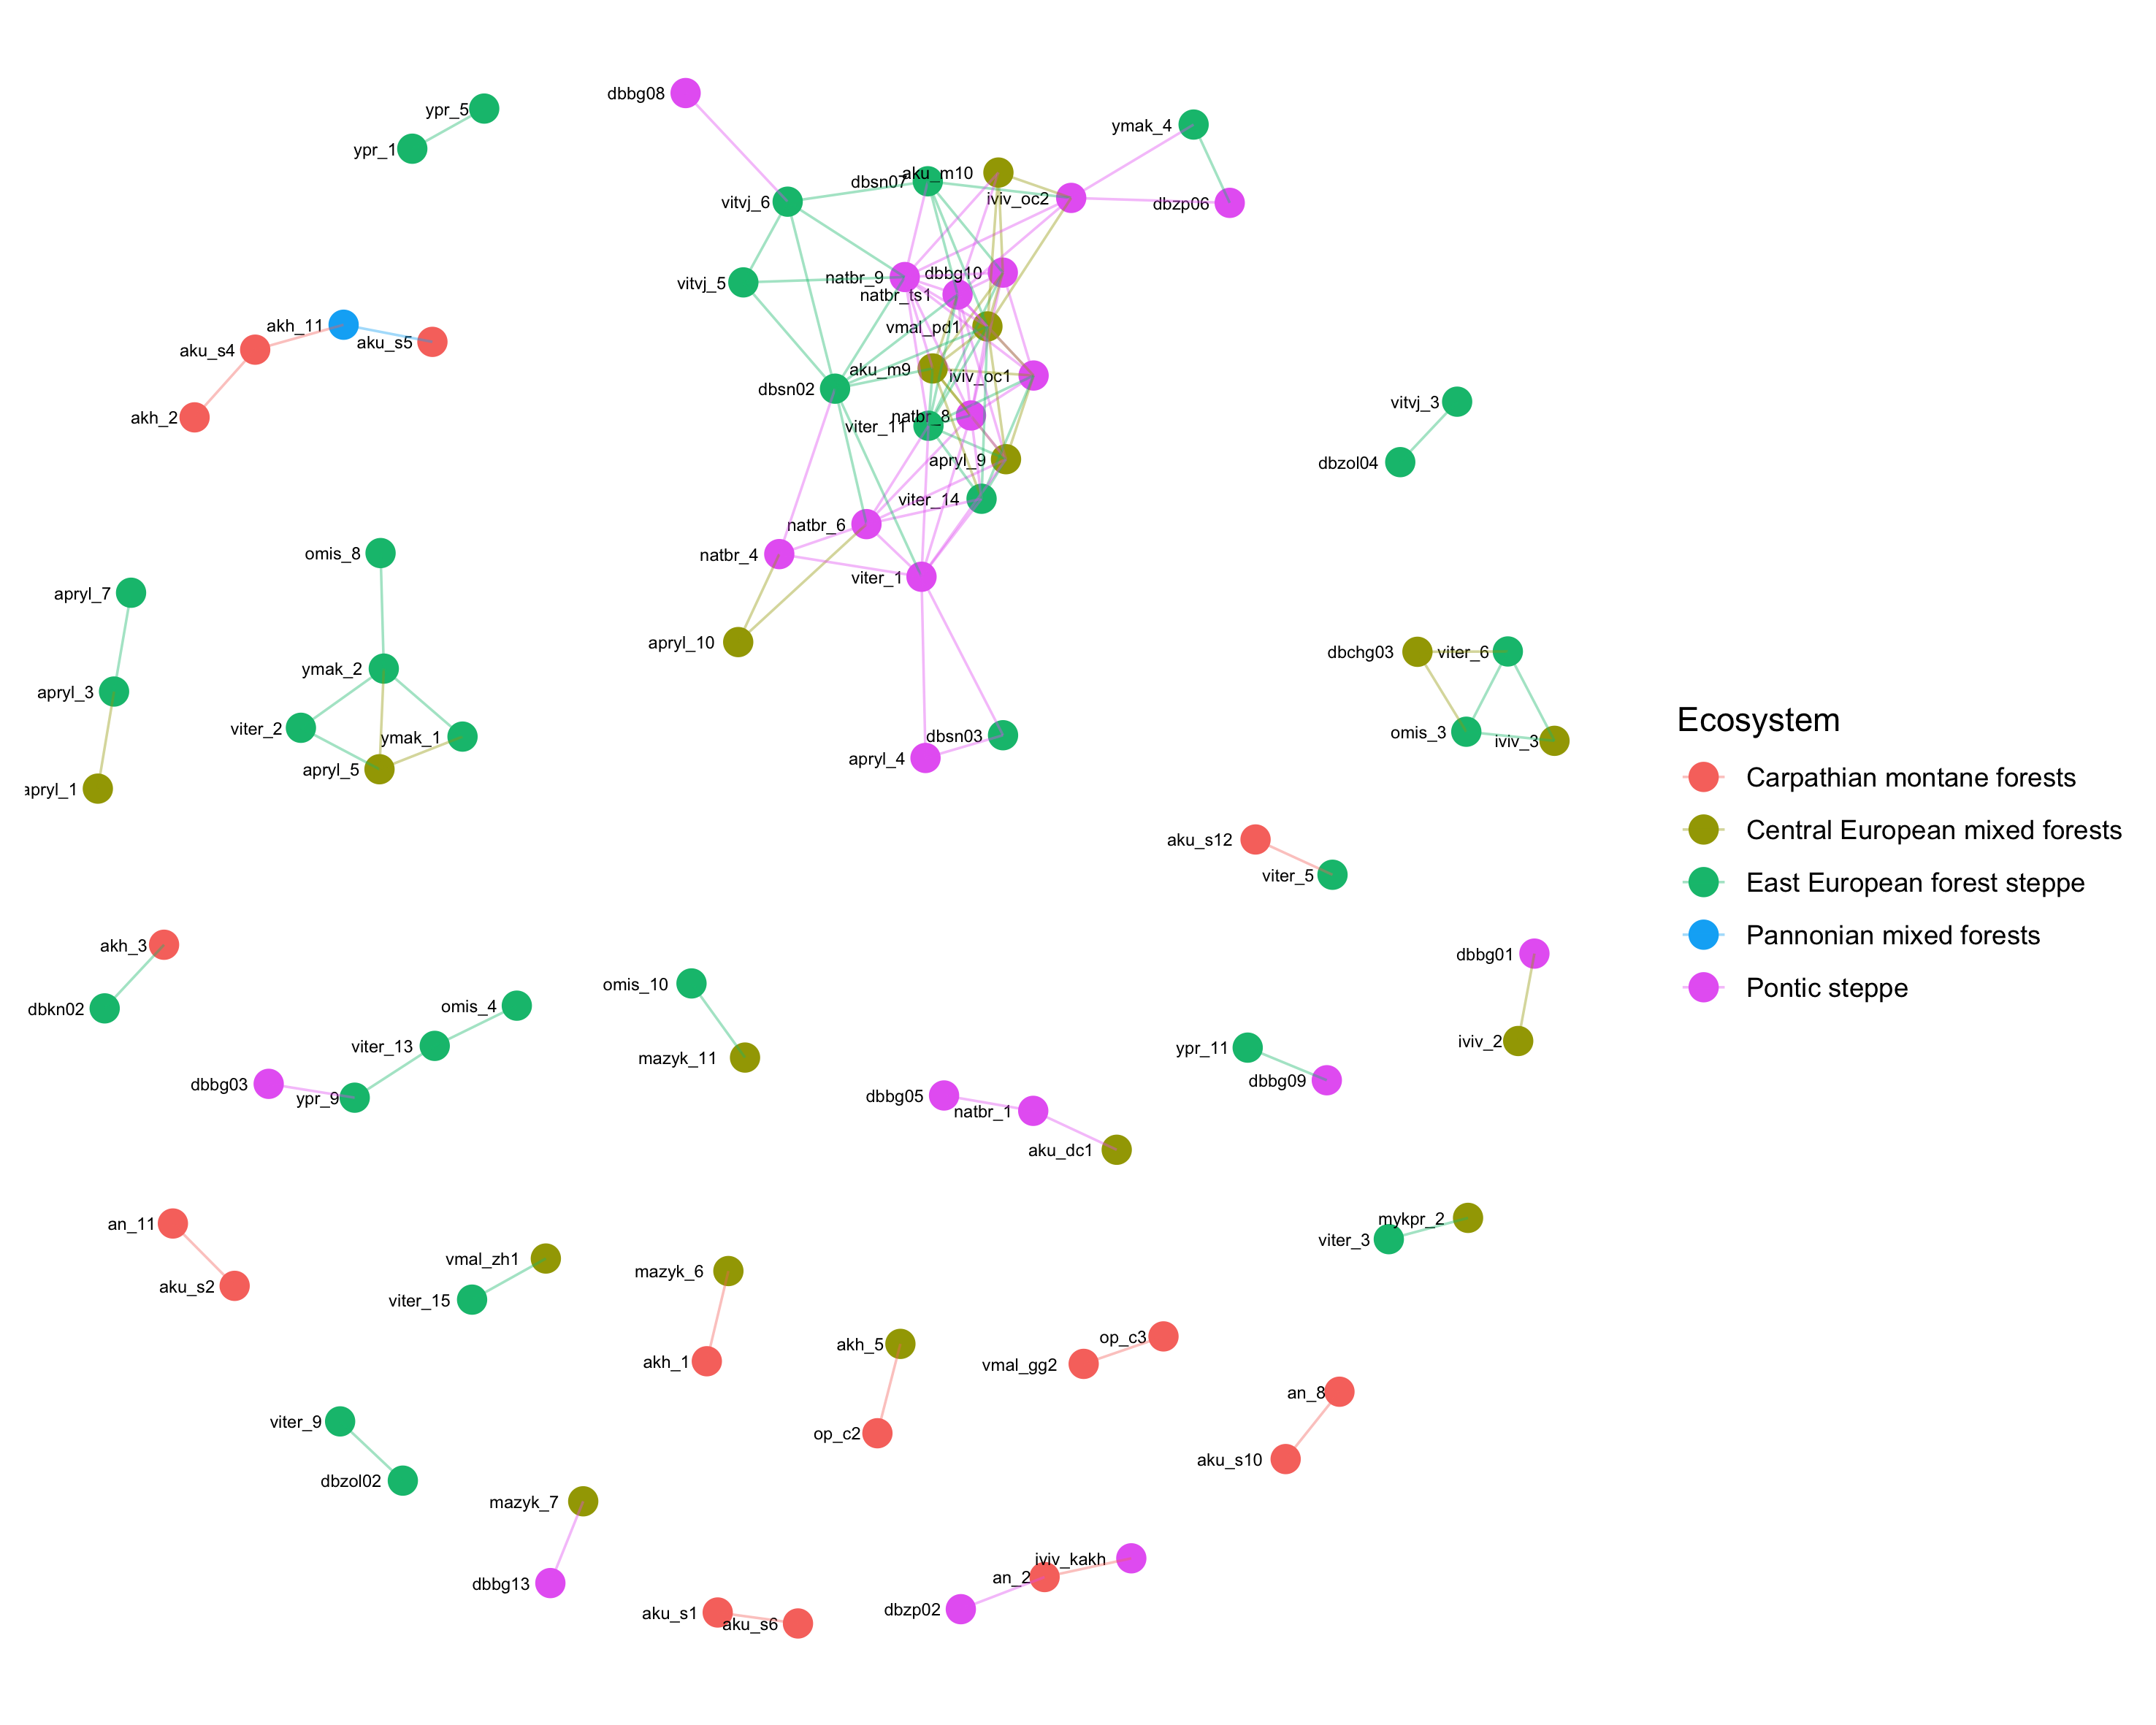 dbbg08
ypr_5
ymak_4
ypr_1
aku_m10
dbsn07
iviv_oc2
vitvj_6
dbzp06
dbbg10
natbr_9
vitvj_5
natbr_ts1
akh_11
vmal_pd1
aku_s5
aku_s4
aku_m9
iviv_oc1
dbsn02
vitvj_3
akh_2
natbr_8
viter_11
apryl_9
dbzol04
viter_14
natbr_6
omis_8
natbr_4
viter_1
apryl_7
apryl_10
dbchg03
viter_6
ymak_2
apryl_3
Ecosystem
viter_2
omis_3
dbsn03
ymak_1
iviv_3
apryl_4
apryl_5
Carpathian montane forests
apryl_1
Central European mixed forests
aku_s12
viter_5
East European forest steppe
Pannonian mixed forests
akh_3
dbbg01
omis_10
Pontic steppe
omis_4
dbkn02
iviv_2
viter_13
ypr_11
mazyk_11
dbbg09
dbbg03
dbbg05
ypr_9
natbr_1
aku_dc1
mykpr_2
an_11
viter_3
vmal_zh1
mazyk_6
aku_s2
viter_15
op_c3
akh_5
akh_1
vmal_gg2
an_8
viter_9
op_c2
aku_s10
dbzol02
mazyk_7
iviv_kakh
an_2
dbbg13
dbzp02
aku_s1
aku_s6